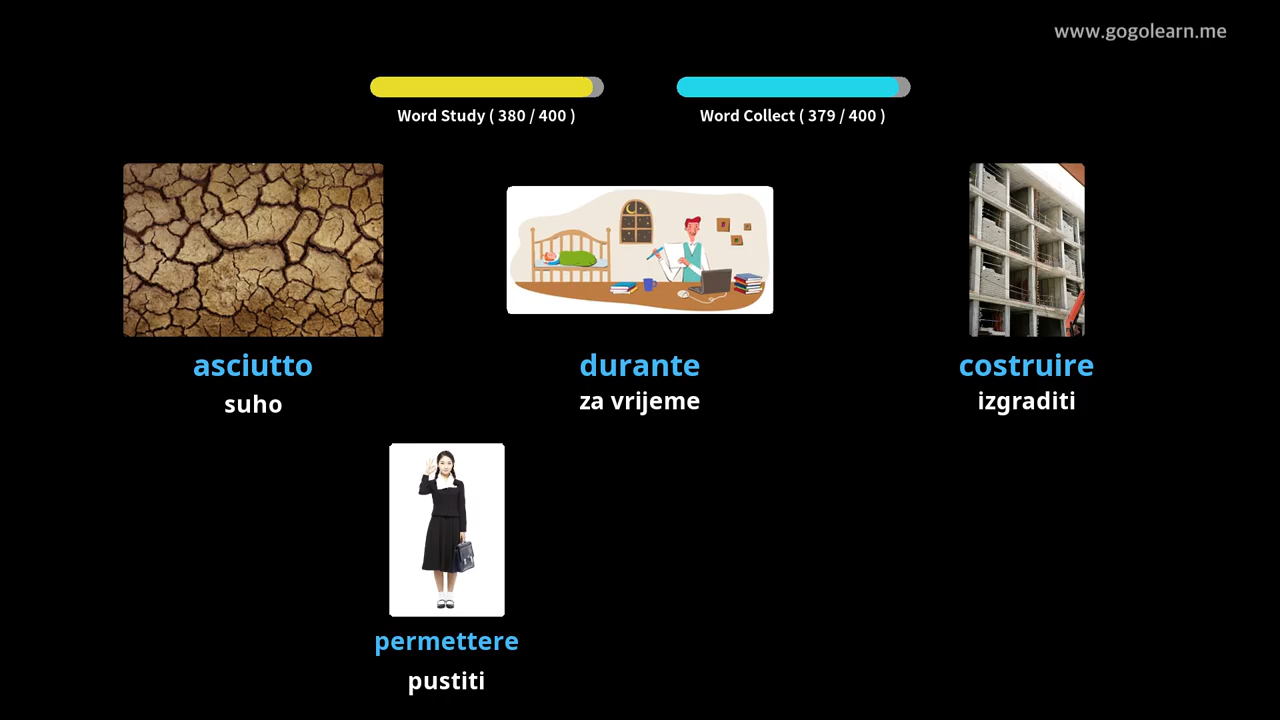 www.gogolearn.me
Word Study ( 380 / 400 )
Word Collect ( 379 / 400 )
asciutto
suho
durante
za vrijeme
costruire
izgraditi
permettere
pustiti